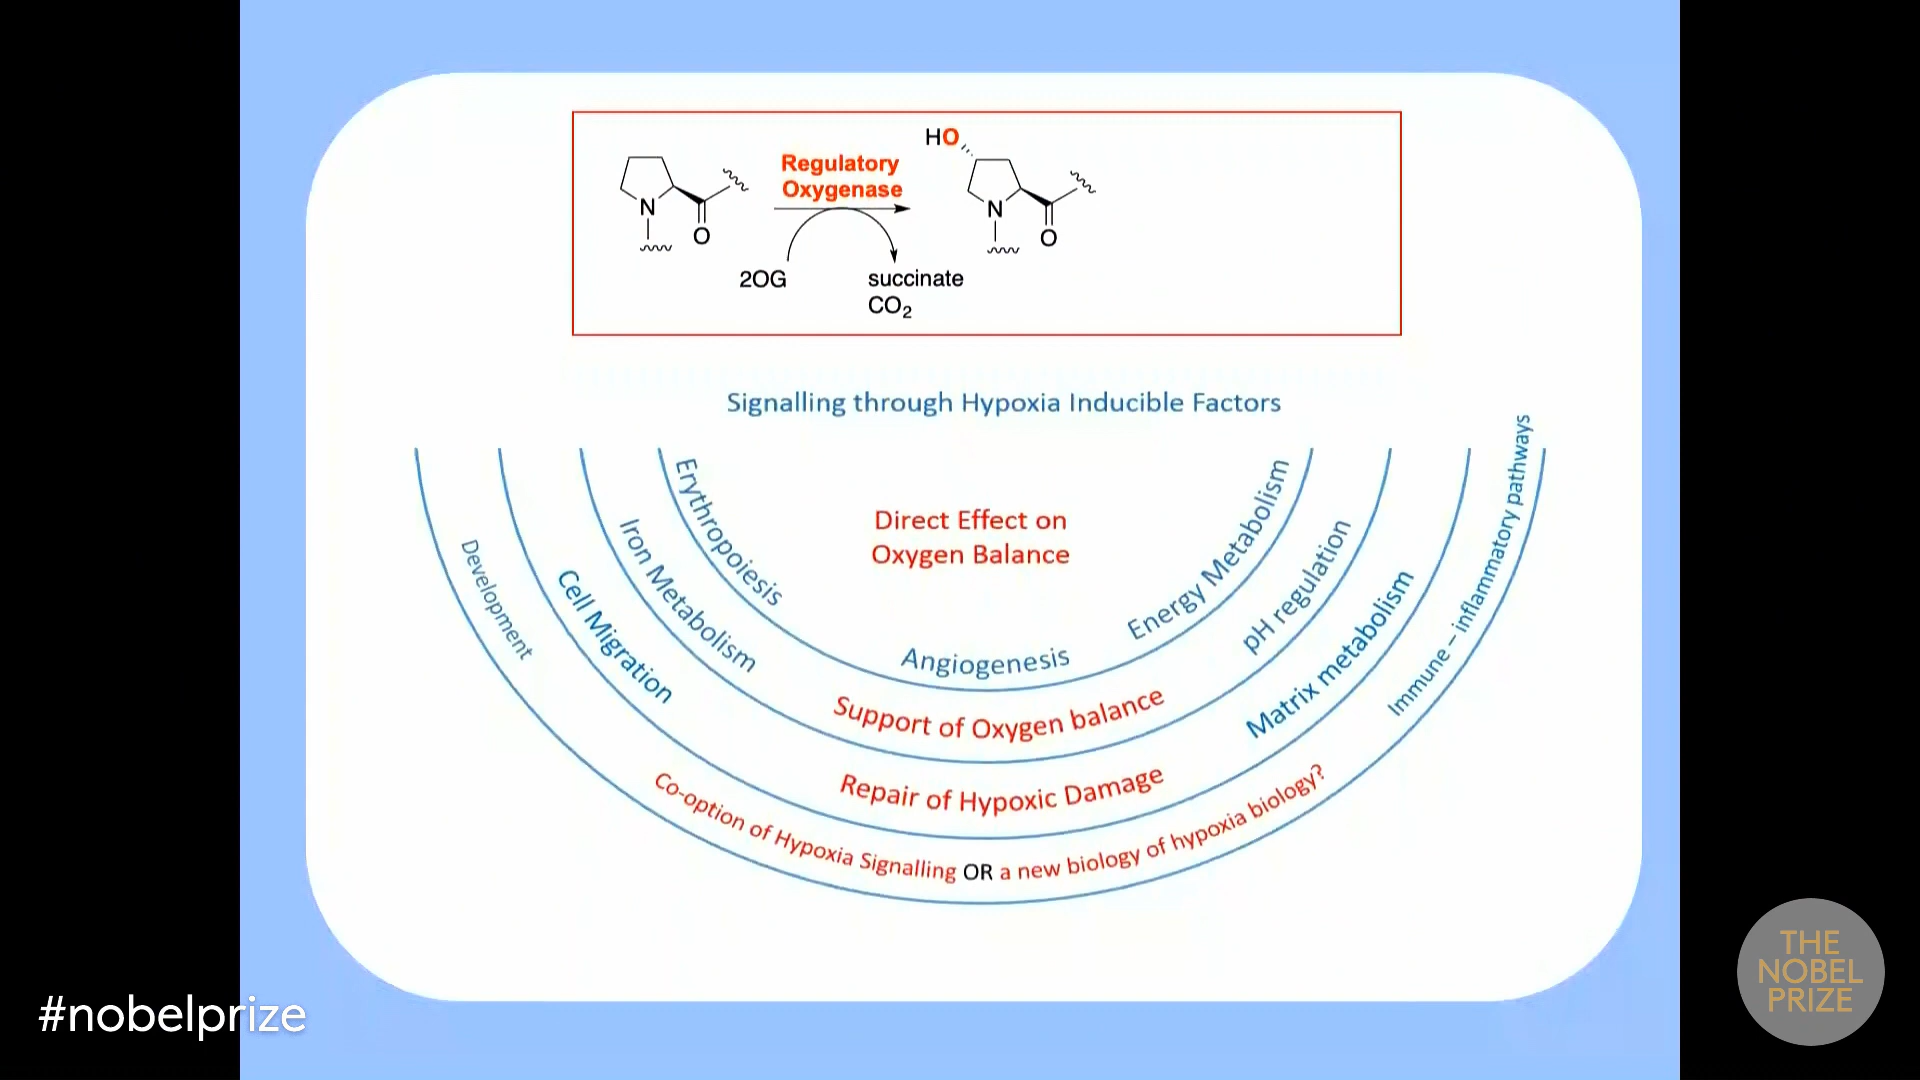 HO
Regulatory
Oxygenase
N
O
N
O
2OG
succinate
CO₂
Signalling through Hypoxia Inducible Factors
Direct Effect on
Oxygen Balance
Erythropoiesis
Angiogenesis
Energy Metabolism
Iron Metabolism
Support of Oxygen balance
pH regulation
Cell Migration
Repair of Hypoxic Damage
Matrix metabolism
Development
Co-option of Hypoxia Signalling OR a new biology of hypoxia biology?
Immune – inflammatory pathways
#nobelprize
THE
NOBEL
PRIZE